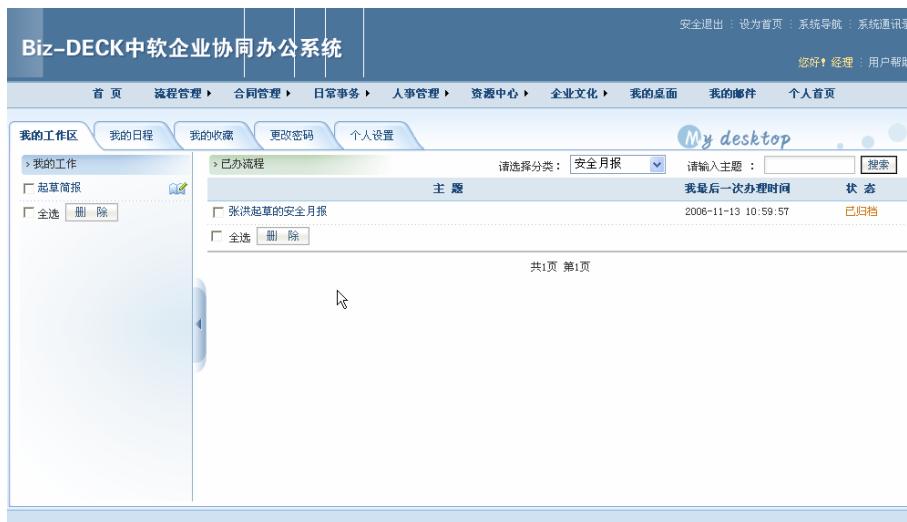 安全退出 | 设为首页 | 系统导航 | 系统通讯录
Biz-DECK中软企业协同办公系统
您好! 经理 | 用户帮
首 页 流程管理 合同管理 日常事务 人事管理 资源中心 企业文化 我的桌面 我的邮件 个人首页
我的工作区 我的日程 我的收藏 更改密码 个人设置 My desktop
› 我的工作 › 已办流程 请选择分类: 安全月报 请输入主题 : 搜索
主 题 我最后一次办理时间 状 态
起草简报
张洪起草的安全月报 2006-11-13 10:59:57 已归档
全选 删 除
全选 删 除
共1页 第1页